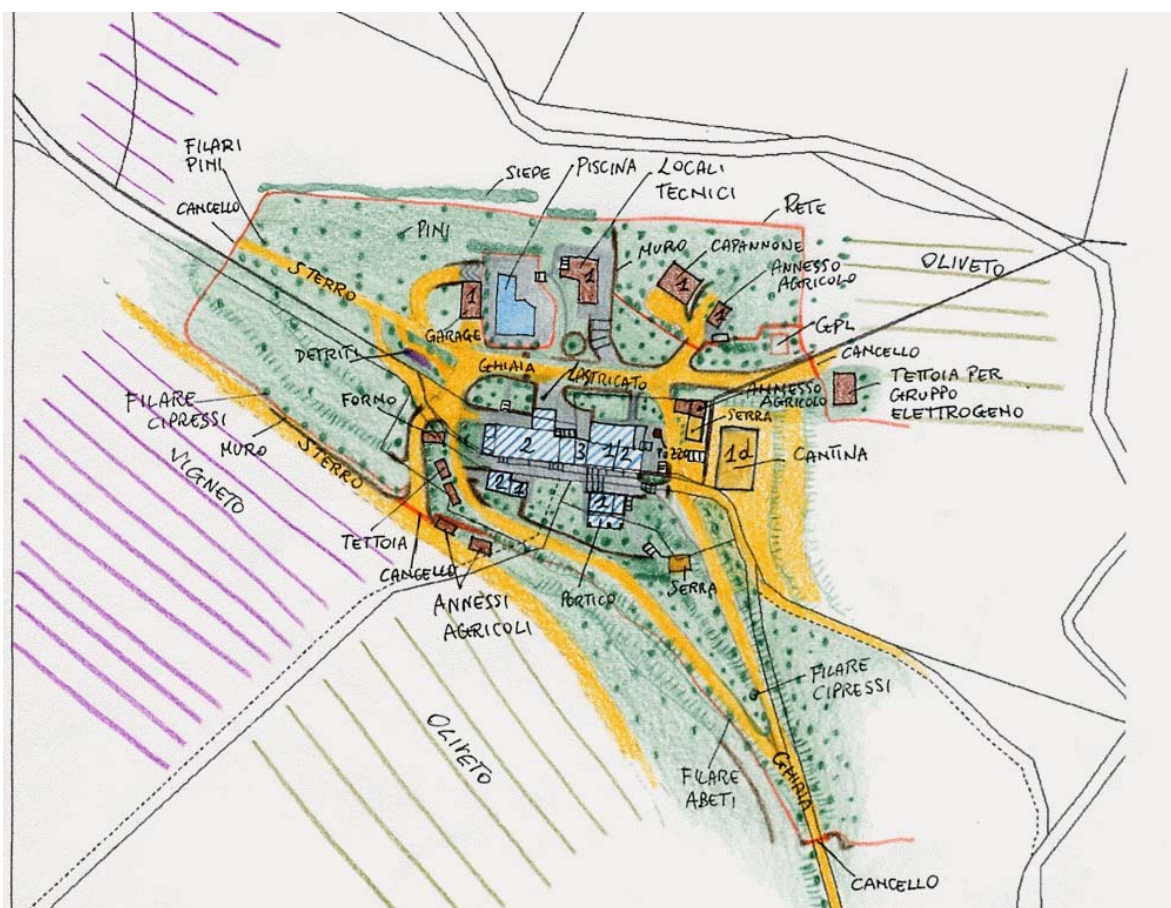 FILARI
PINI
SIEPE
PISCINA
LOCALI
TECNICI
CANCELLO
RETE
PINI
MURO
CAPANNONE
OLIVETO
STERRO
1
1
1
ANNESSO
AGRICOLO
1
GARAGE
GPL
DETRITI
GHIAIA
LASTRICATO
CANCELLO
FILARE
CIPRESSI
FORNO
ANNESSO
AGRICOLO
SERRA
TETTOIA PER
GRUPPO
ELETTROGENO
MURO
STERRO
2
3
1/2
POZZO
1d
CANTINA
VIGNETO
2
1
1
TETTOIA
CANCELLO
ANNESSI
AGRICOLI
PORTICO
SERRA
FILARE
CIPRESSI
OLIVETO
FILARE
ABETI
GHIAIA
CANCELLO